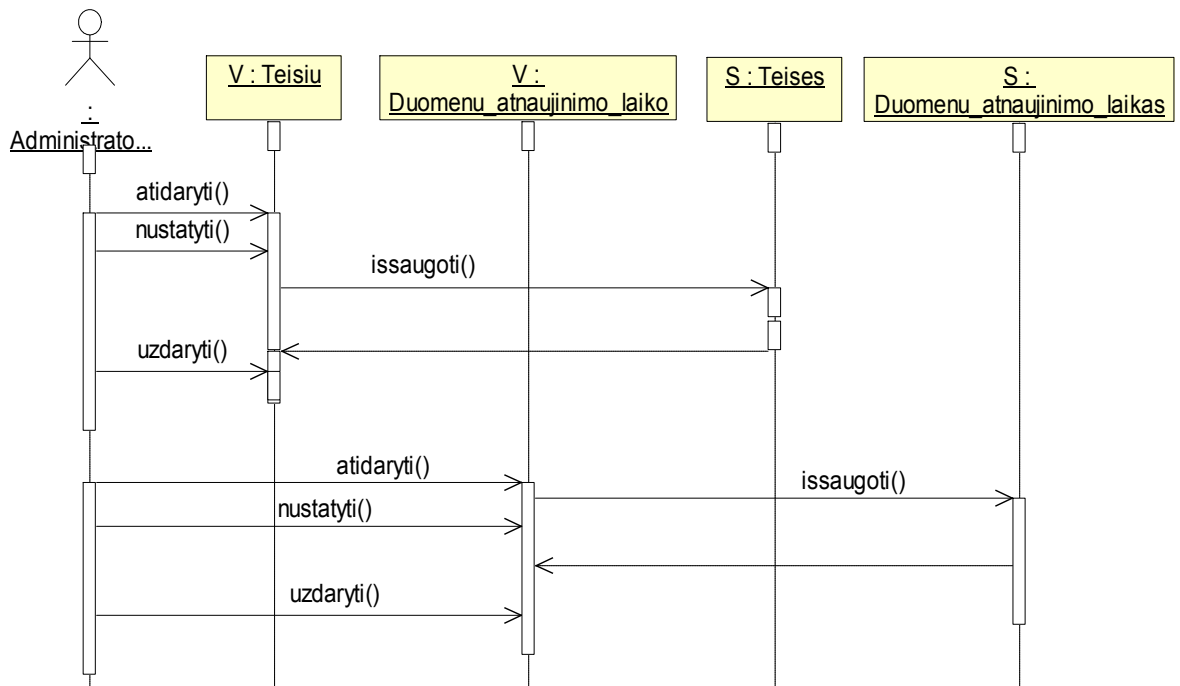 V : Teisiu
V :
Duomenu_atnaujinimo_laiko
S : Teises
S :
Duomenu_atnaujinimo_laikas
:
Administrato...
atidaryti()
nustatyti()
issaugoti()
uzdaryti()
atidaryti()
issaugoti()
nustatyti()
uzdaryti()